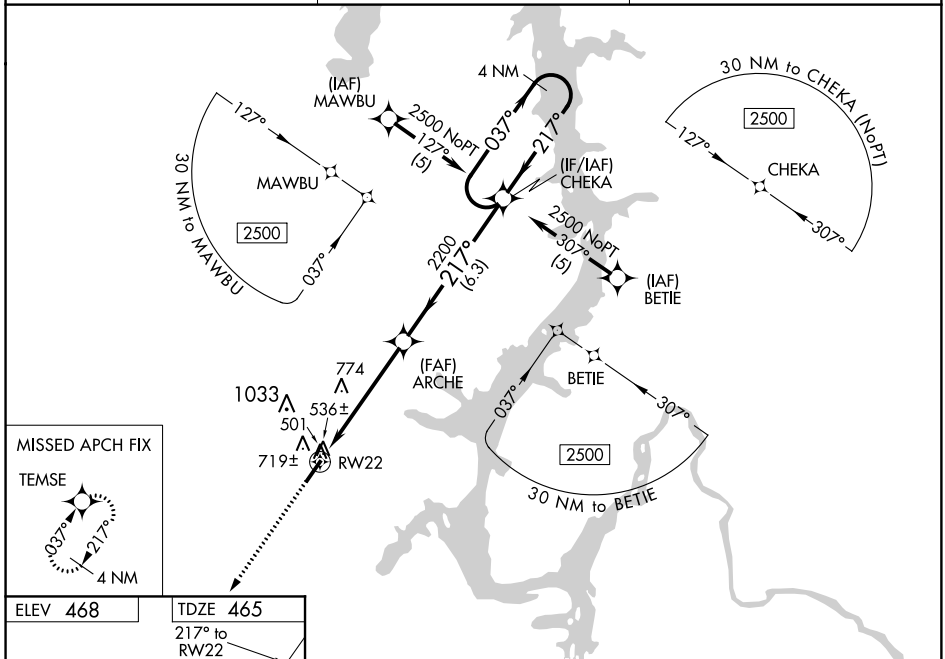 4 NM
(IAF)
MAWBU
2500 NoPT
127°
(5)
037°
217°
(IF/IAF)
CHEKA
2500 NoPT
307°
(5)
(IAF)
BETIE
2200
217°
(6.3)
(FAF)
ARCHE
127°
MAWBU
2500
037°
30 NM to MAWBU
30 NM to CHEKA (NoPT)
2500
127°
CHEKA
307°
BETIE
037°
307°
2500
30 NM to BETIE
774
1033
536±
501
719±
RW22
MISSED APCH FIX
TEMSE
037°
217°
4 NM
ELEV 468
TDZE 465
217° to
RW22